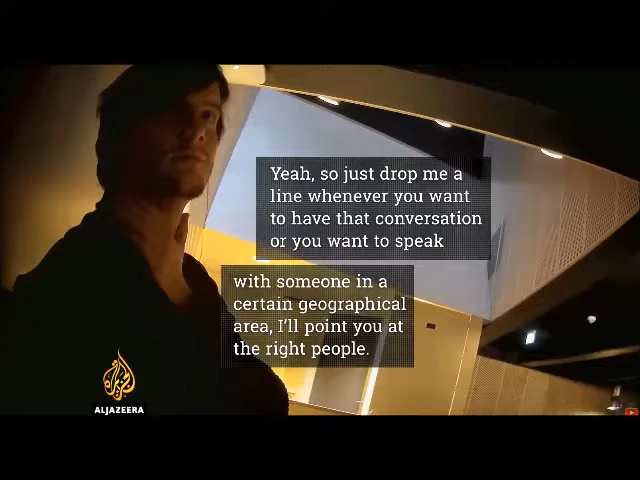 Yeah, so just drop me a
line whenever you want
to have that conversation
or you want to speak
with someone in a
certain geographical
area, I'll point you at
the right people.
ALJAZEERA